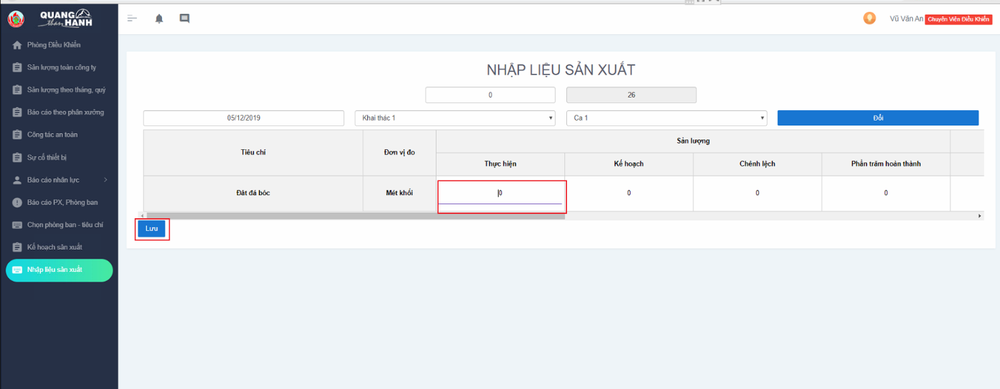 QUANG
than HANH
Vũ Văn An Chuyên Viên Điều Khiển
Phòng Điều Khiển
Sản lượng toàn công ty
Sản lượng theo tháng, quý
Báo cáo theo phân xưởng
Công tác an toàn
Sự cố thiết bị
Báo cáo nhân lực
Báo cáo PX, Phòng ban
Chọn phòng ban - tiêu chí
Kế hoạch sản xuất
Nhập liệu sản xuất
NHẬP LIỆU SẢN XUẤT
0 26
05/12/2019 Khai thác 1 Ca 1 Đổi
Tiêu chí Đơn vị đo Sản lượng
Thực hiện Kế hoạch Chênh lệch Phần trăm hoàn thành
Đất đá bóc Mét khối 0 0 0 0
Lưu